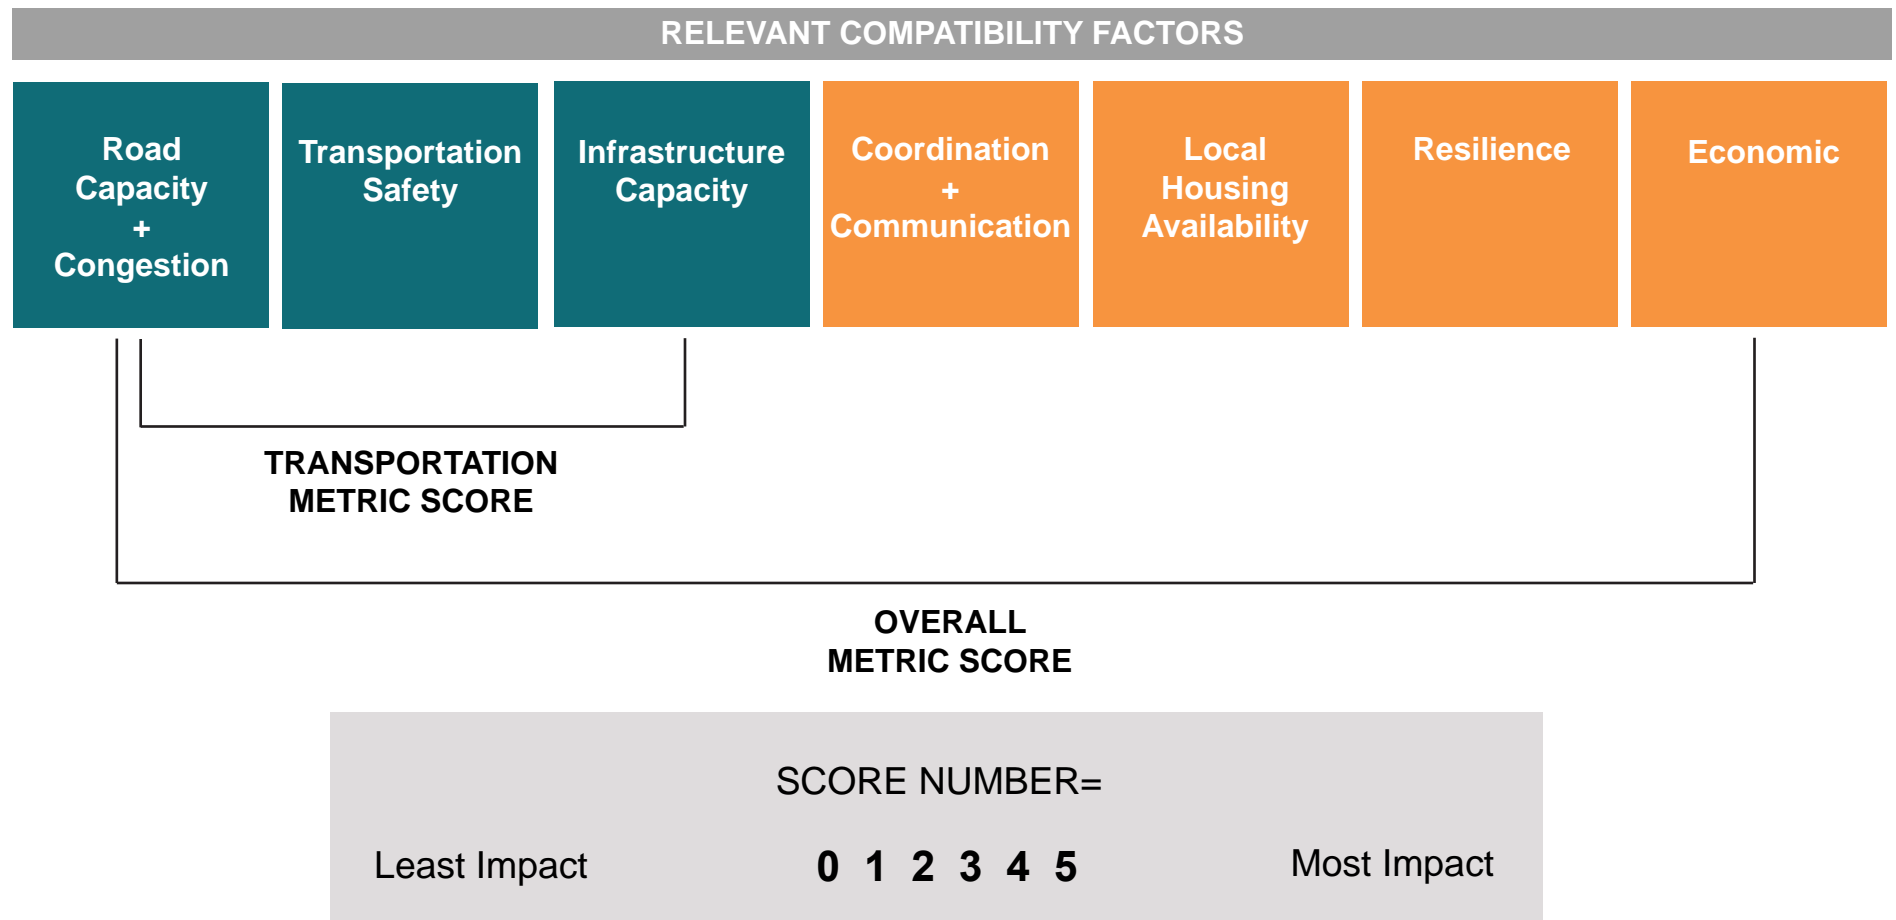 RELEVANT COMPATIBILITY FACTORS
Road
Capacity
+
Congestion
Transportation
Safety
Infrastructure
Capacity
Coordination
+
Communication
Local
Housing
Availability
Resilience
Economic
TRANSPORTATION
METRIC SCORE
OVERALL
METRIC SCORE
SCORE NUMBER=
Least Impact 0 1 2 3 4 5 Most Impact